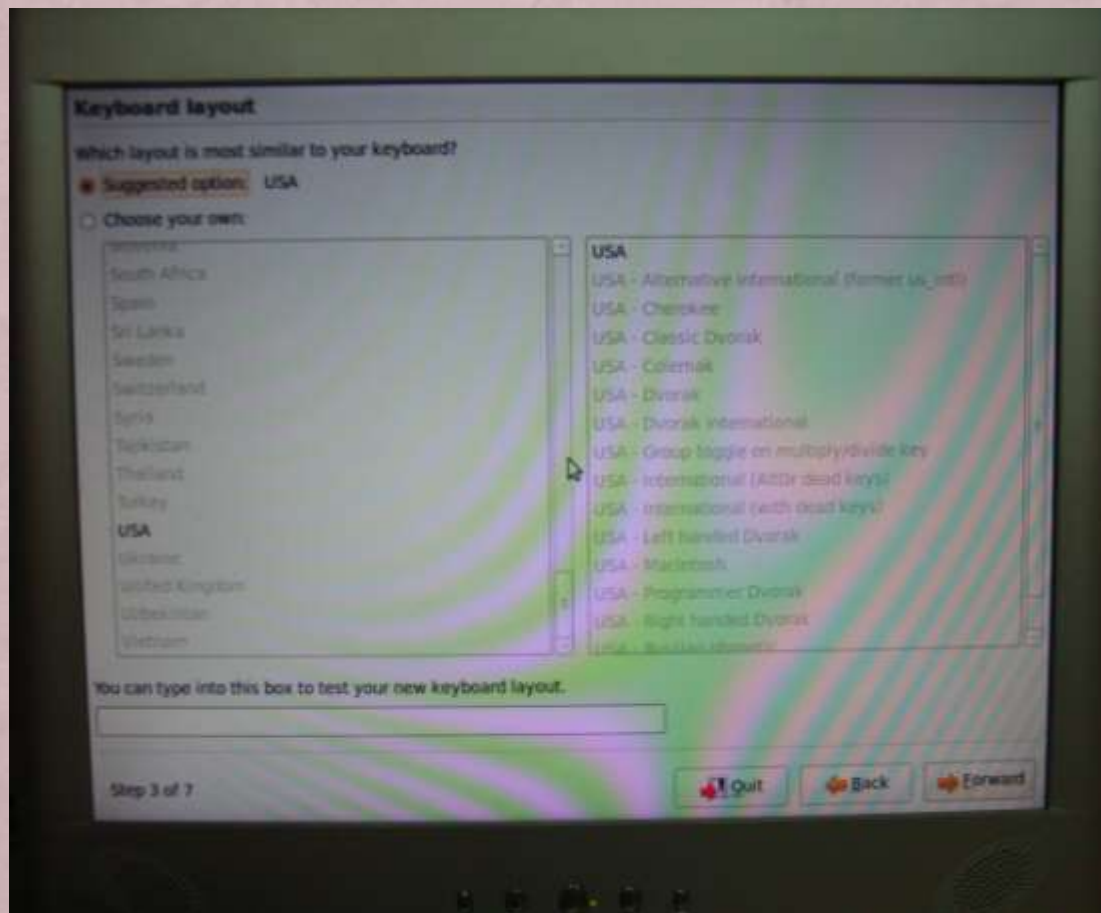 Keyboard layout
Which layout is most similar to your keyboard?
Suggested option: USA
Choose your own:
South Africa
Spain
Sri Lanka
Sweden
Switzerland
Syria
Tajikistan
Thailand
Turkey
USA
Ukraine
United Kingdom
Uzbekistan
Vietnam
USA
USA - Alternative international (former us_intl)
USA - Cherokee
USA - Classic Dvorak
USA - Colemak
USA - Dvorak
USA - Dvorak international
USA - Group toggle on multiply/divide key
USA - International (AltGr dead keys)
USA - International (with dead keys)
USA - Left handed Dvorak
USA - Macintosh
USA - Programmer Dvorak
USA - Right handed Dvorak
USA - Russian phonetic
You can type into this box to test your new keyboard layout.
Step 3 of 7
Quit
Back
Forward